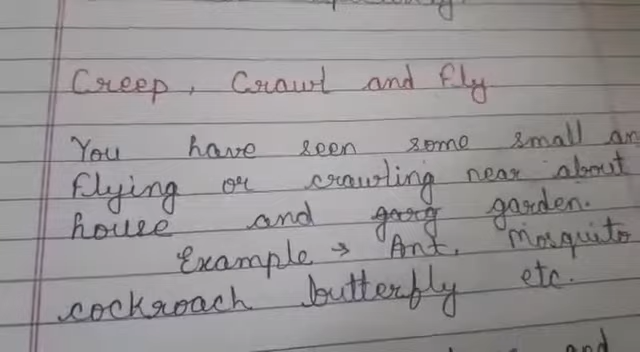 Creep, Crawl and fly
You have seen some small an
flying or crawling near about
house and garg garden.
Example → Ant, Mosquito
cockroach butterfly etc.
and